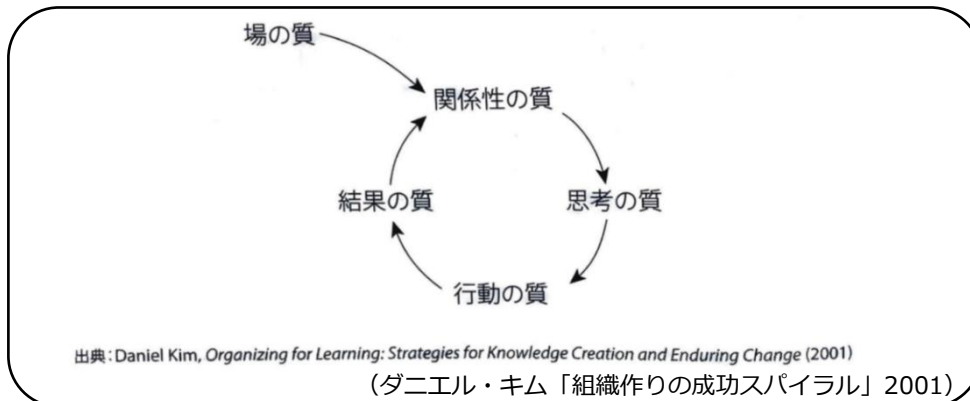 場の質
関係性の質
結果の質
思考の質
行動の質
出典:Daniel Kim, Organizing for Learning: Strategies for Knowledge Creation and Enduring Change (2001)
(ダニエル・キム「組織作りの成功スパイラル」2001)